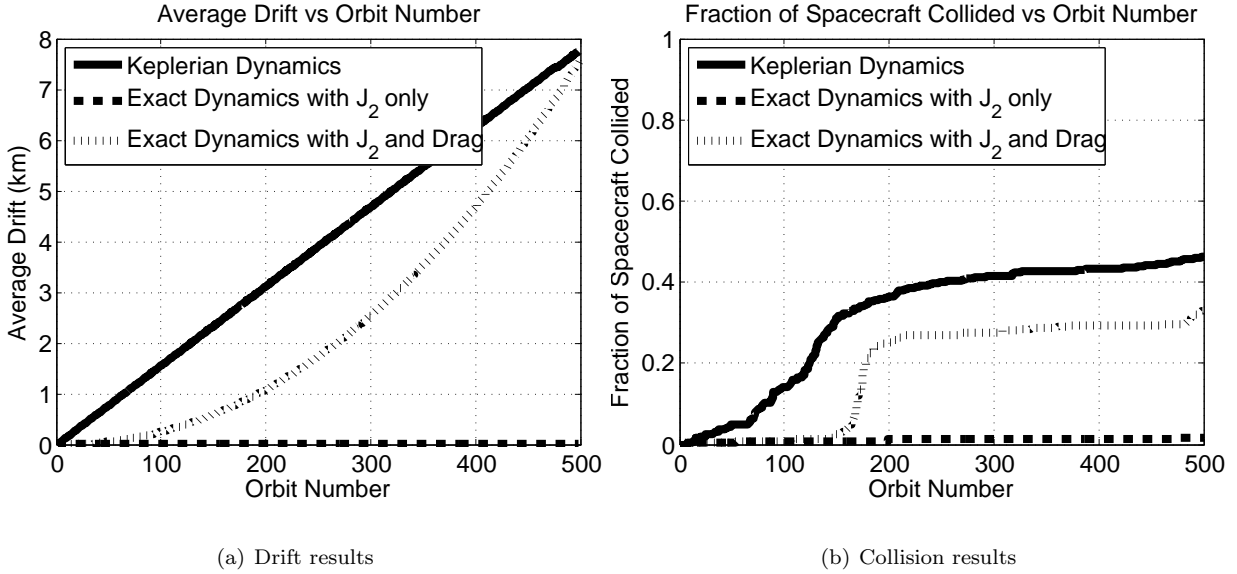 Average Drift vs Orbit Number
8
7
6
5
4
3
2
1
0
Average Drift (km)
Keplerian Dynamics
Exact Dynamics with J2 only
Exact Dynamics with J2 and Drag
0 100 200 300 400 500
Orbit Number
(a) Drift results
Fraction of Spacecraft Collided vs Orbit Number
1
0.8
0.6
0.4
0.2
0
Fraction of Spacecraft Collided
Keplerian Dynamics
Exact Dynamics with J2 only
Exact Dynamics with J2 and Drag
0 100 200 300 400 500
Orbit Number
(b) Collision results